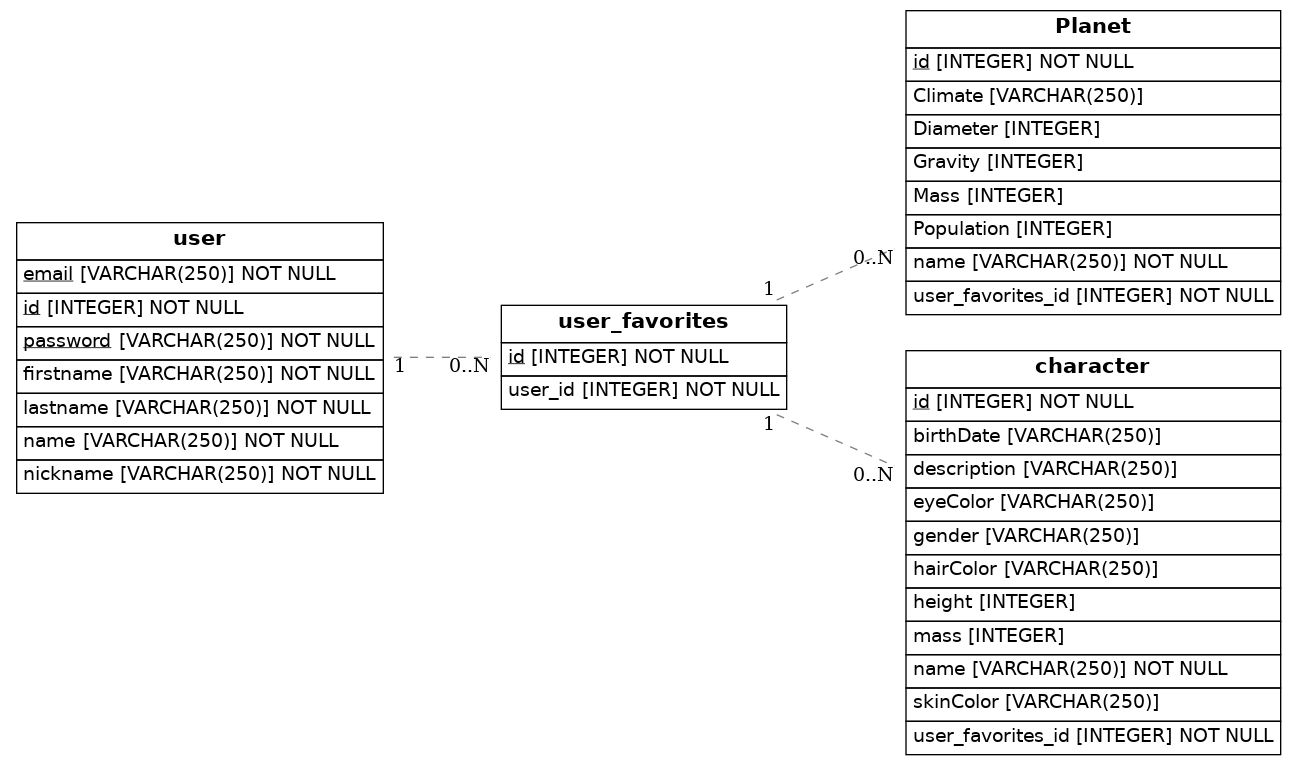 user
email [VARCHAR(250)] NOT NULL
id [INTEGER] NOT NULL
password [VARCHAR(250)] NOT NULL
firstname [VARCHAR(250)] NOT NULL
lastname [VARCHAR(250)] NOT NULL
name [VARCHAR(250)] NOT NULL
nickname [VARCHAR(250)] NOT NULL
1
0..N
user_favorites
id [INTEGER] NOT NULL
user_id [INTEGER] NOT NULL
1
0..N
1
0..N
Planet
id [INTEGER] NOT NULL
Climate [VARCHAR(250)]
Diameter [INTEGER]
Gravity [INTEGER]
Mass [INTEGER]
Population [INTEGER]
name [VARCHAR(250)] NOT NULL
user_favorites_id [INTEGER] NOT NULL
character
id [INTEGER] NOT NULL
birthDate [VARCHAR(250)]
description [VARCHAR(250)]
eyeColor [VARCHAR(250)]
gender [VARCHAR(250)]
hairColor [VARCHAR(250)]
height [INTEGER]
mass [INTEGER]
name [VARCHAR(250)] NOT NULL
skinColor [VARCHAR(250)]
user_favorites_id [INTEGER] NOT NULL